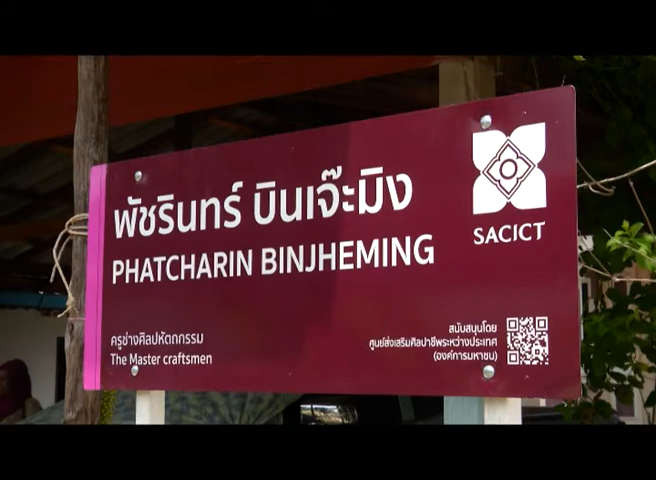 พัชรินทร์ บินเจ๊ะมิง
PHATCHARIN BINJHEMING
SACICT
ครูช่างศิลปหัตถกรรม
The Master craftsmen
สนับสนุนโดย
ศูนย์ส่งเสริมศิลปาชีพระหว่างประเทศ
(องค์การมหาชน)